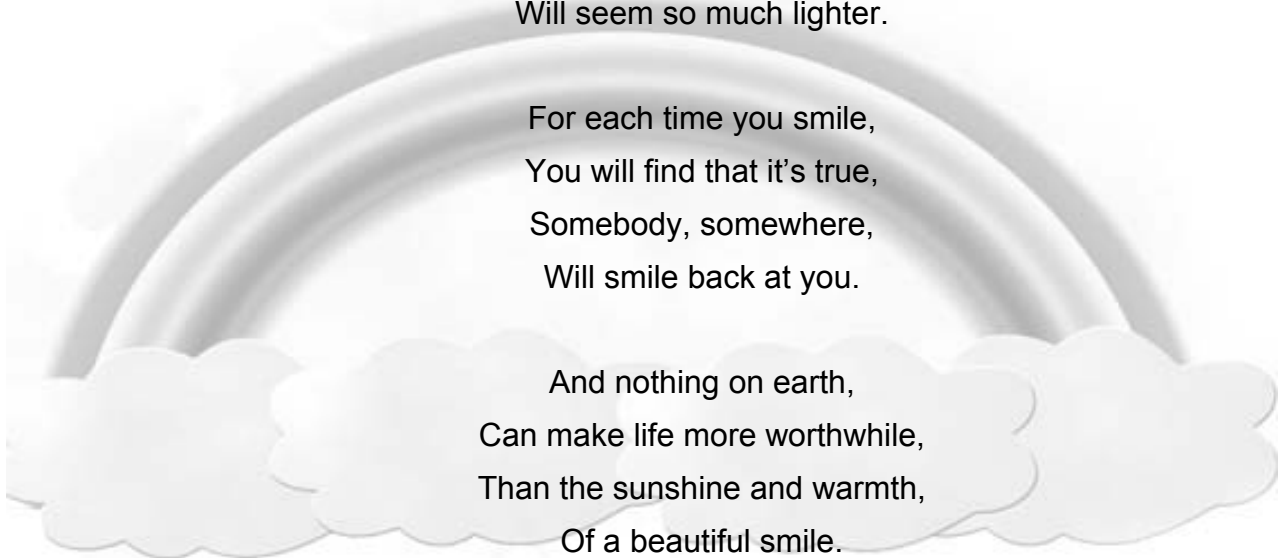 Will seem so much lighter.
For each time you smile,
You will find that it’s true,
Somebody, somewhere,
Will smile back at you.
And nothing on earth,
Can make life more worthwhile,
Than the sunshine and warmth,
Of a beautiful smile.